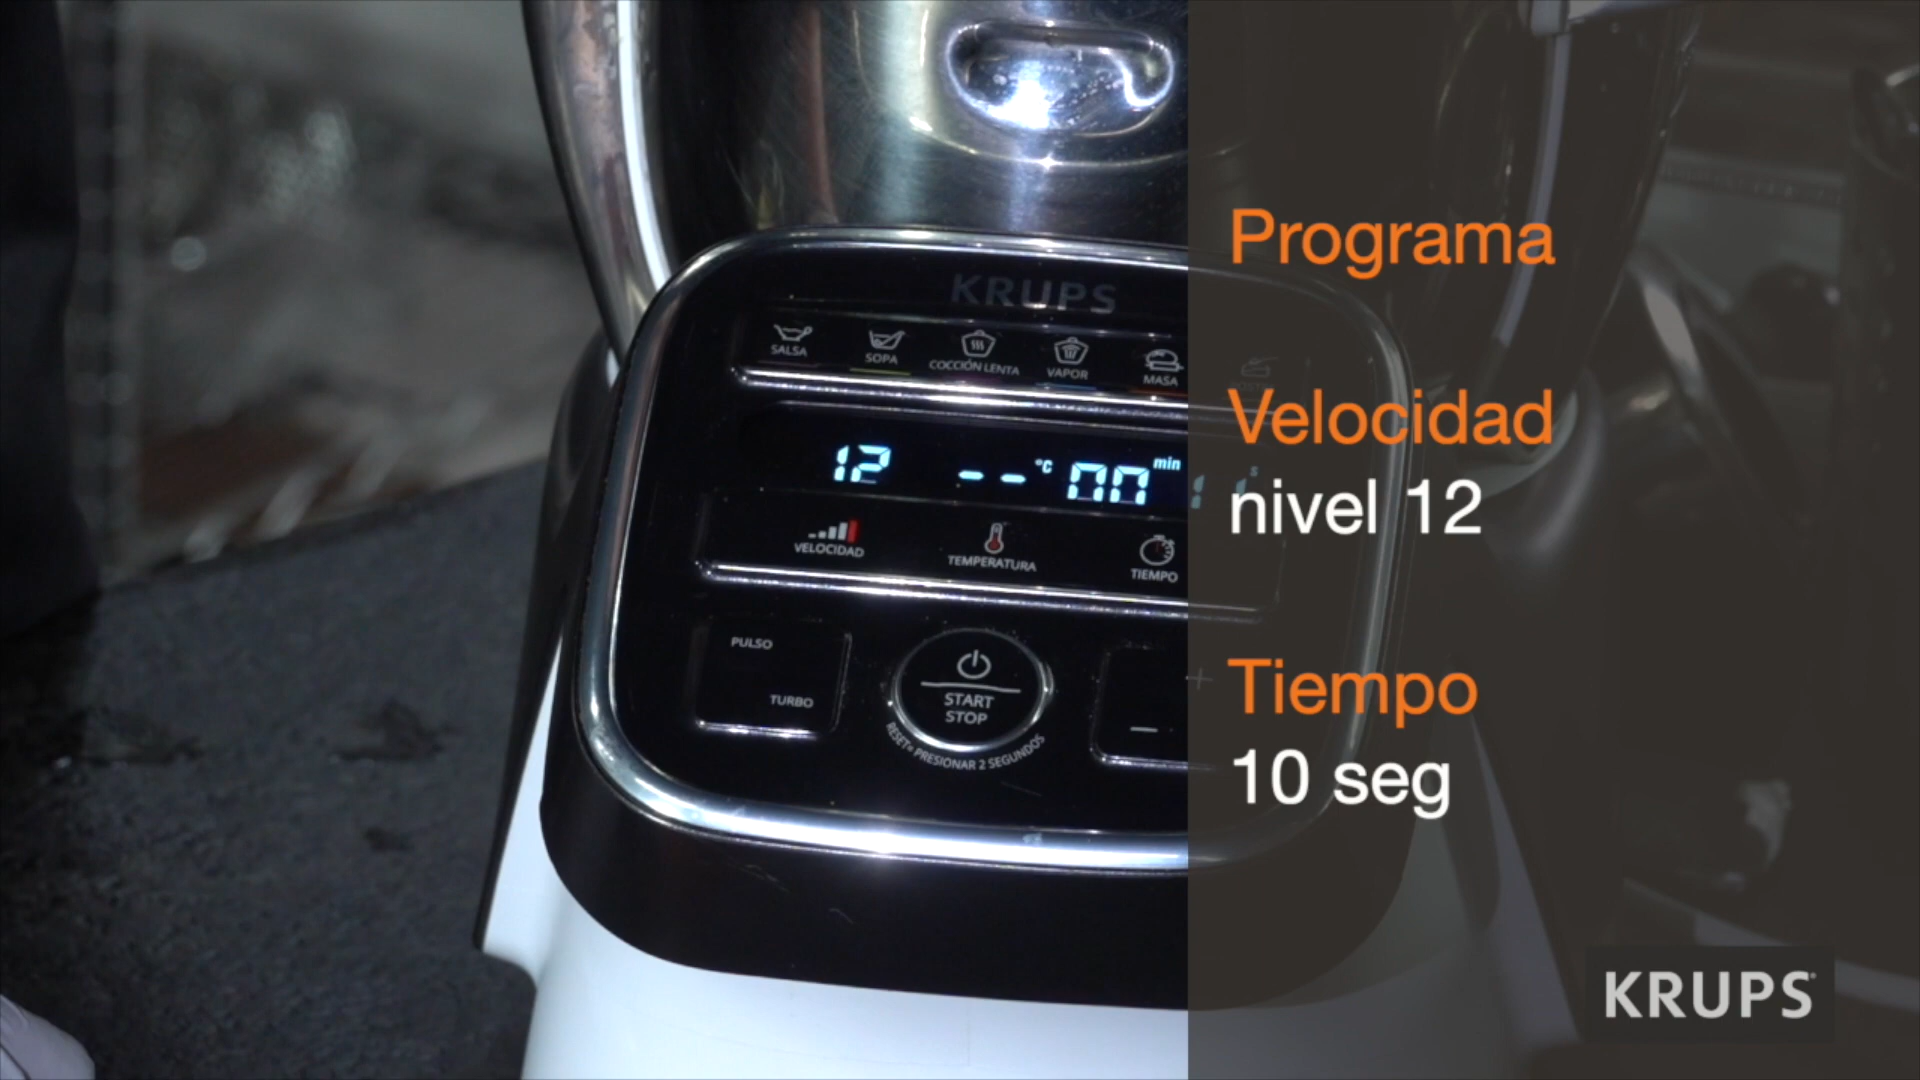 KRUPS
SALSA
SOPA
COCCIÓN LENTA
VAPOR
MASA
12 --°C 00 min
s
VELOCIDAD
TEMPERATURA
TIEMPO
PULSO
TURBO
START
STOP
RESET= PRESIONAR 2 SEGUNDOS
+
−
Programa
Velocidad
nivel 12
Tiempo
10 seg
KRUPS